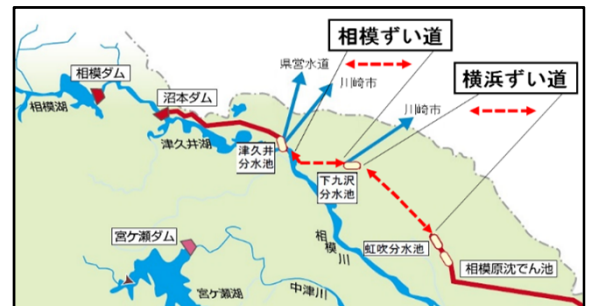 相模ずい道
県営水道
川崎市
横浜ずい道
相模ダム
相模湖
沼本ダム
川崎市
津久井湖
津久井
分水池
下九沢
分水池
宮ケ瀬ダム
相模川
虹吹分水池
相模原沈でん池
宮ケ瀬湖
中津川